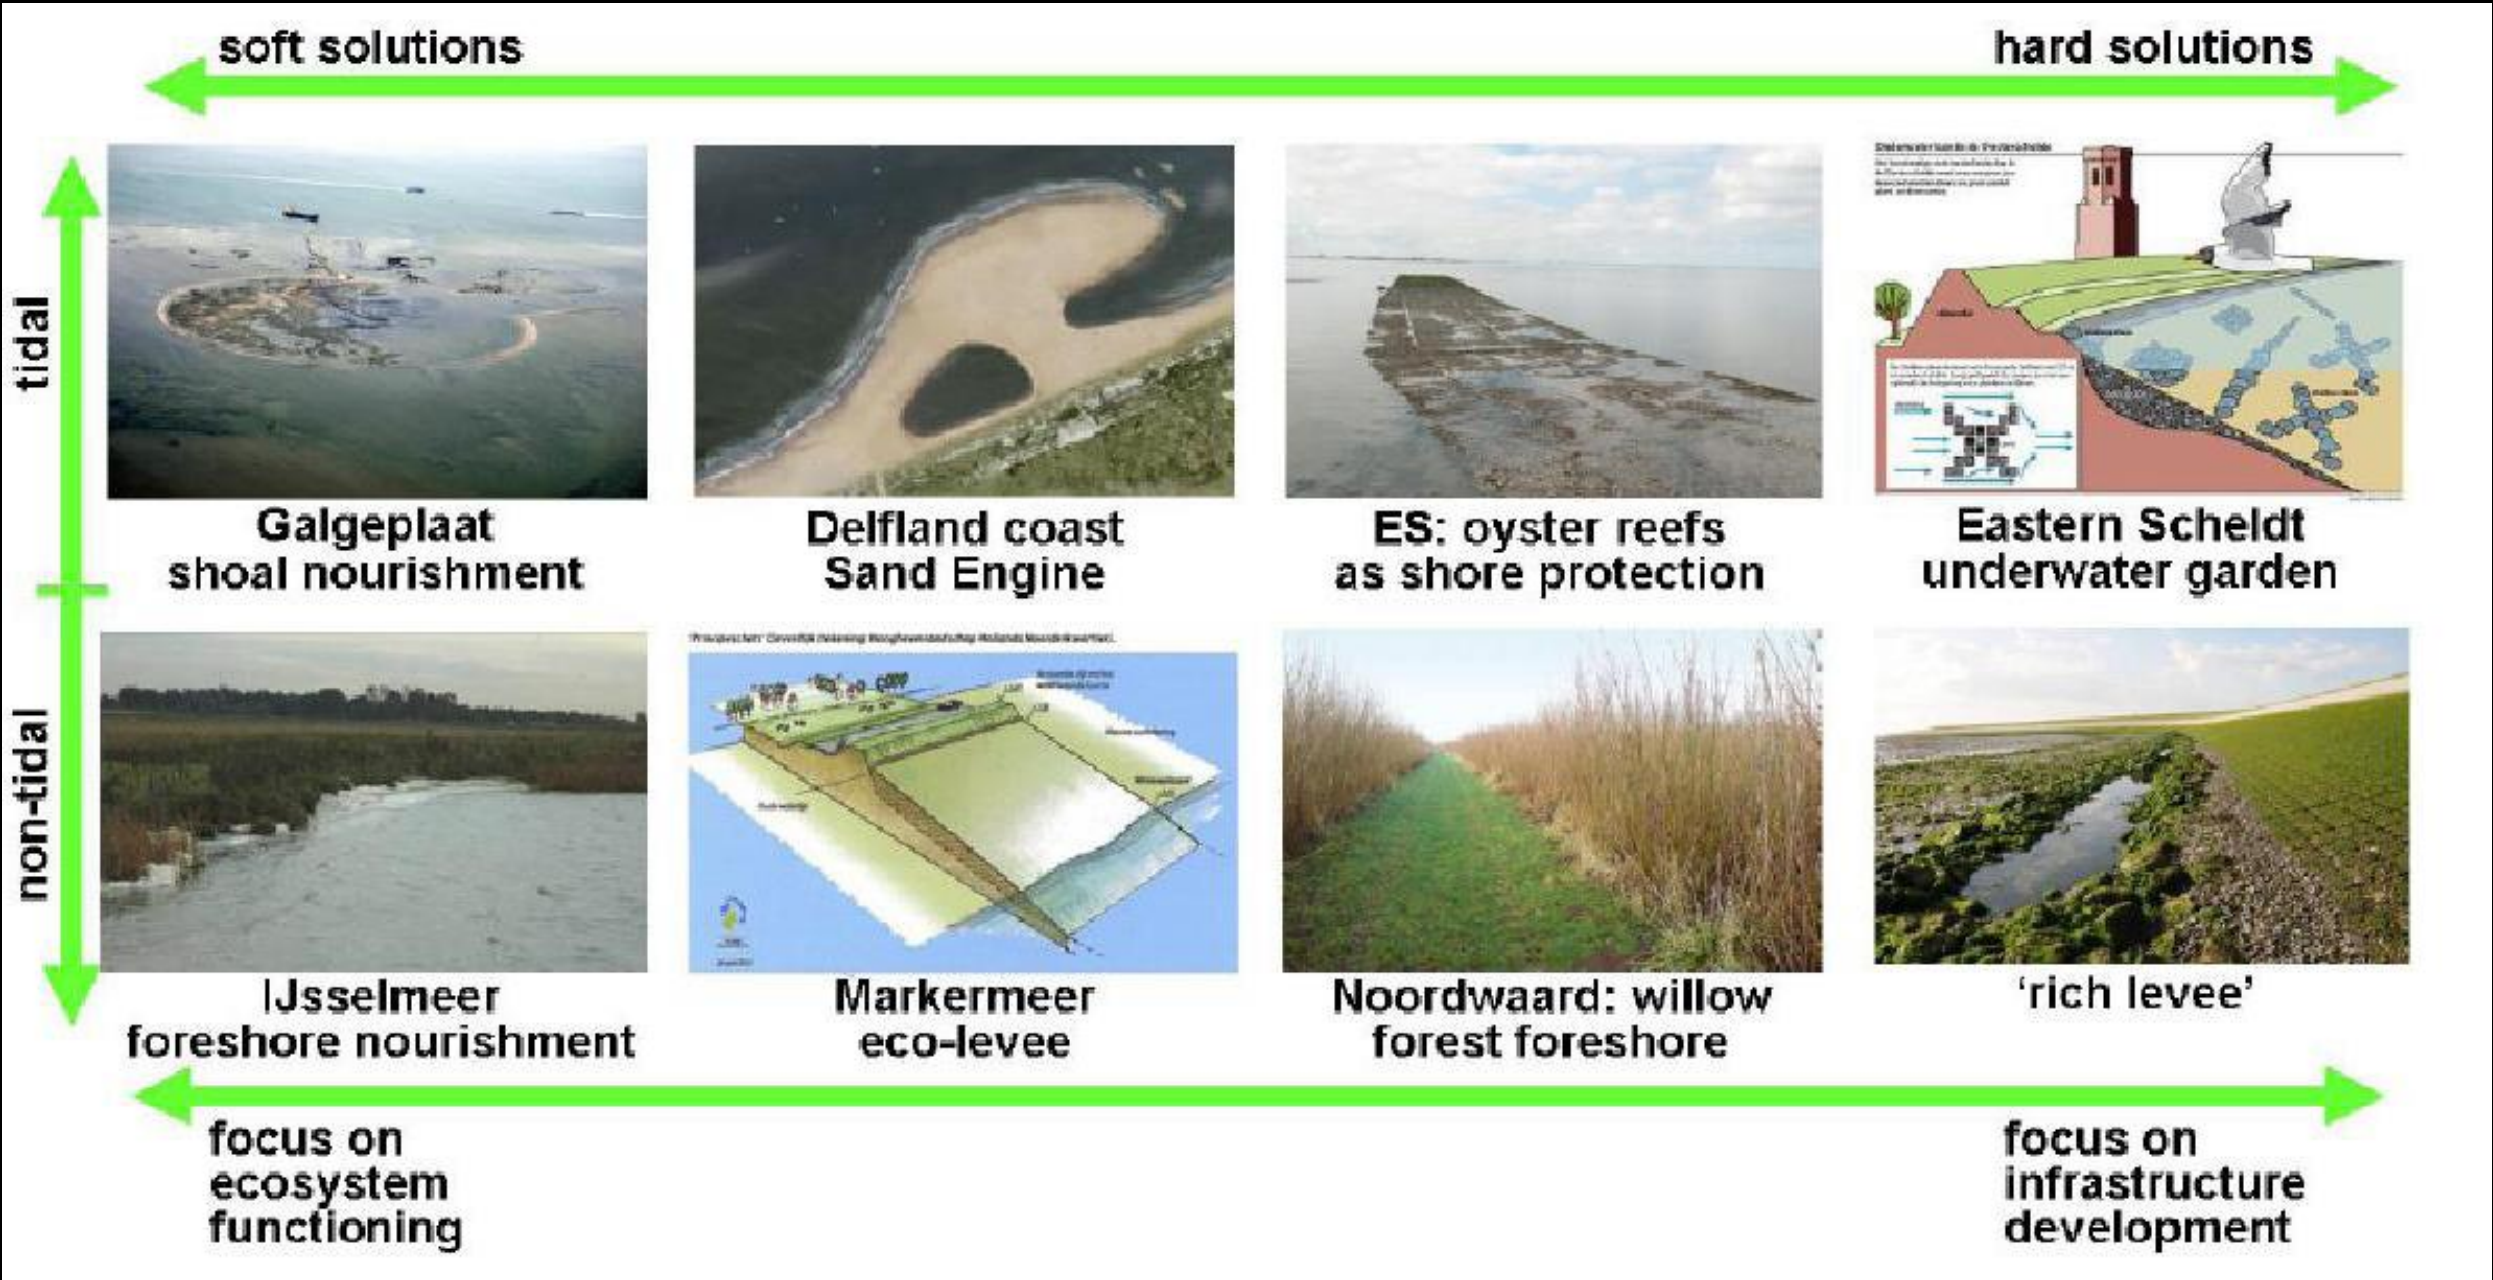 soft solutions
hard solutions
tidal
Galgeplaat
shoal nourishment
Delfland coast
Sand Engine
ES: oyster reefs
as shore protection
Eastern Scheldt
underwater garden
non-tidal
IJsselmeer
foreshore nourishment
Markermeer
eco-levee
Noordwaard: willow
forest foreshore
‘rich levee’
focus on
ecosystem
functioning
focus on
infrastructure
development